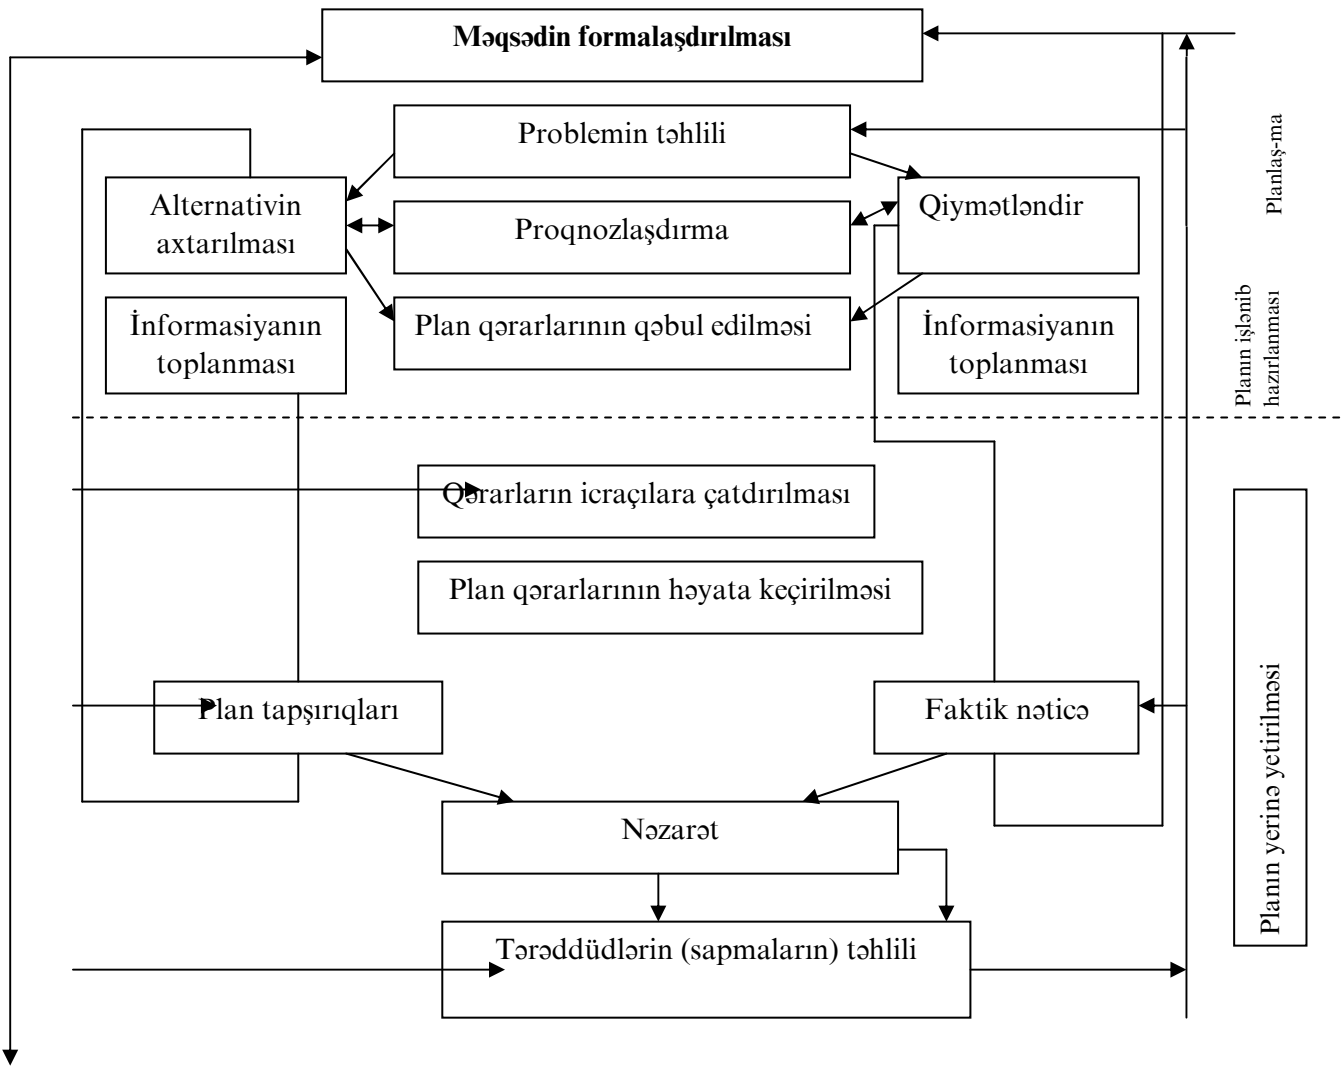 Məqsədin formalaşdırılması
Problemin təhlili
Planlaş-ma
Alternativin
axtarılması
Proqnozlaşdırma
Qiymətləndir
İnformasiyanın
toplanması
Plan qərarlarının qəbul edilməsi
İnformasiyanın
toplanması
Planın işlənib
hazırlanması
Qərarların icraçılara çatdırılması
Plan qərarlarının həyata keçirilməsi
Plan tapşırıqları
Faktik nəticə
Planın yerinə yetirilməsi
Nəzarət
Tərəddüdlərin (sapmaların) təhlili